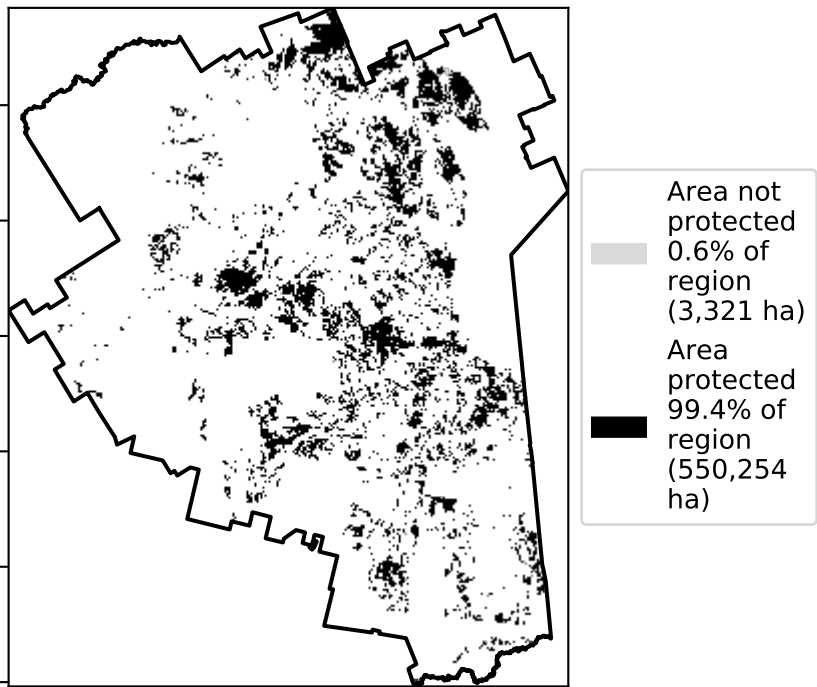 Area not
protected
0.6% of
region
(3,321 ha)
Area
protected
99.4% of
region
(550,254
ha)